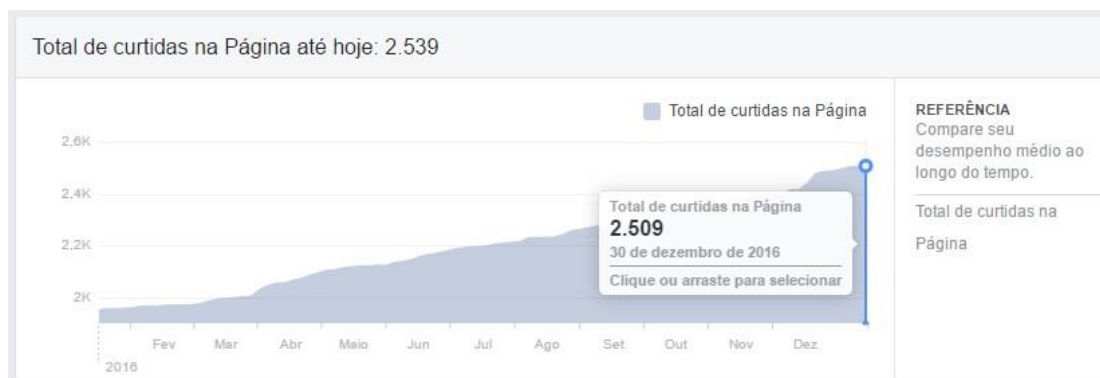 Total de curtidas na Página até hoje: 2.539
Total de curtidas na Página
2,6K
2,4K
2,2K
2K
Total de curtidas na Página
2.509
30 de dezembro de 2016
Clique ou arraste para selecionar
Fev Mar Abr Maio Jun Jul Ago Set Out Nov Dez
2016
REFERÊNCIA
Compare seu
desempenho médio ao
longo do tempo.
Total de curtidas na
Página